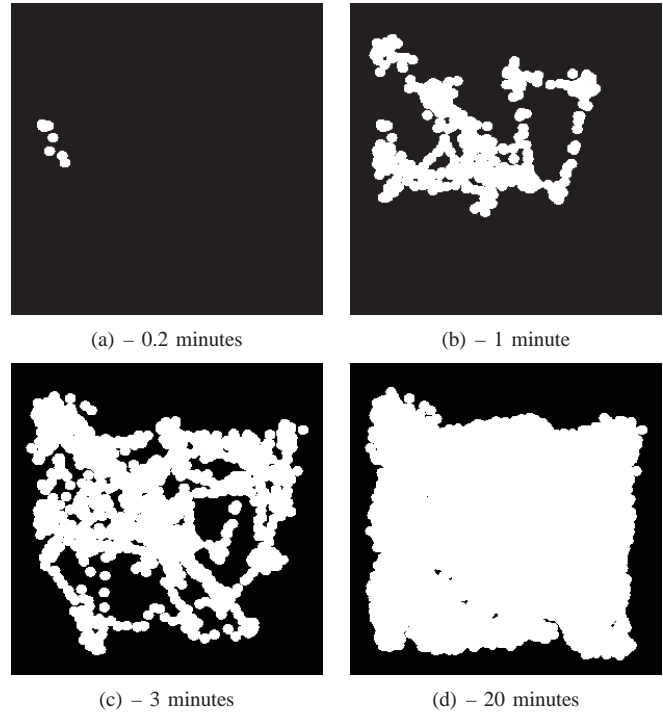 (a) – 0.2 minutes
(b) – 1 minute
(c) – 3 minutes
(d) – 20 minutes